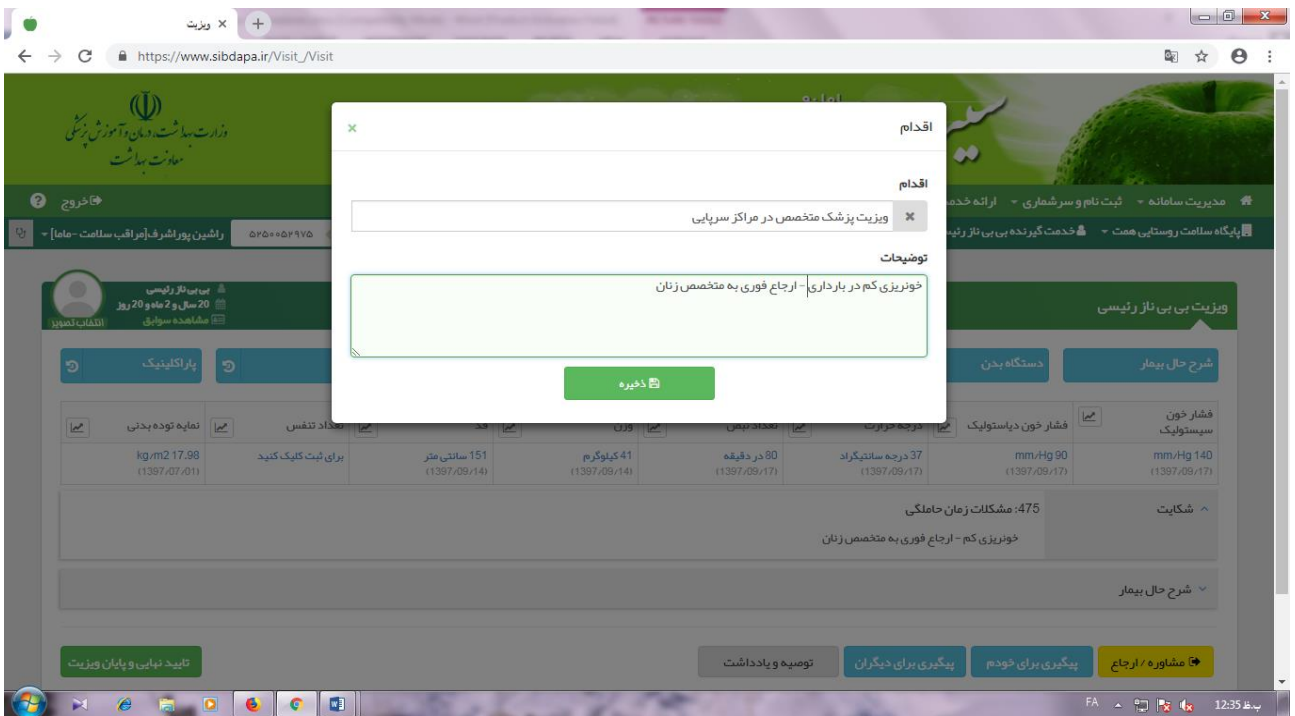 ویزیت
https://www.sibdapa.ir/Visit_/Visit
وزارت بهداشت، درمان و آموزش پزشکی
معاونت بهداشت
سیب
خروج
مدیریت سامانه
ثبت نام و سرشماری
پایگاه سلامت روستایی همت
راشین پوراشرف[مراقب سلامت -ماما]
۵۲۵۰۰۵۲۹۷۵
اقدام
اقدام
ویزیت پزشک متخصص در مراکز سرپایی
توضیحات
خونریزی کم در بارداری - ارجاع فوری به متخصص زنان
ذخیره
ویزیت بی بی ناز رئیسی
بی بی ناز رئیسی
20 سال و 2 ماه و 20 روز
مشاهده سوابق
انتخاب تصویر
شرح حال بیمار
دستگاه بدن
پاراکلینیک
فشار خون سیستولیک
فشار خون دیاستولیک
درجه حرارت
تعداد نبض
وزن
قد
تعداد تنفس
نمایه توده بدنی
140 mm/Hg
90 mm/Hg
37 درجه سانتیگراد
80 در دقیقه
41 کیلوگرم
151 سانتی متر
برای ثبت کلیک کنید
17.98 kg/m2
(1397/09/17)
(1397/09/17)
(1397/09/17)
(1397/09/17)
(1397/09/14)
(1397/09/14)
(1397/07/01)
شکایت
475: مشکلات زمان حاملگی
خونریزی کم - ارجاع فوری به متخصص زنان
شرح حال بیمار
مشاوره / ارجاع
پیگیری برای خودم
پیگیری برای دیگران
توصیه و یادداشت
تایید نهایی و پایان ویزیت
FA
12:35 ب.ظ